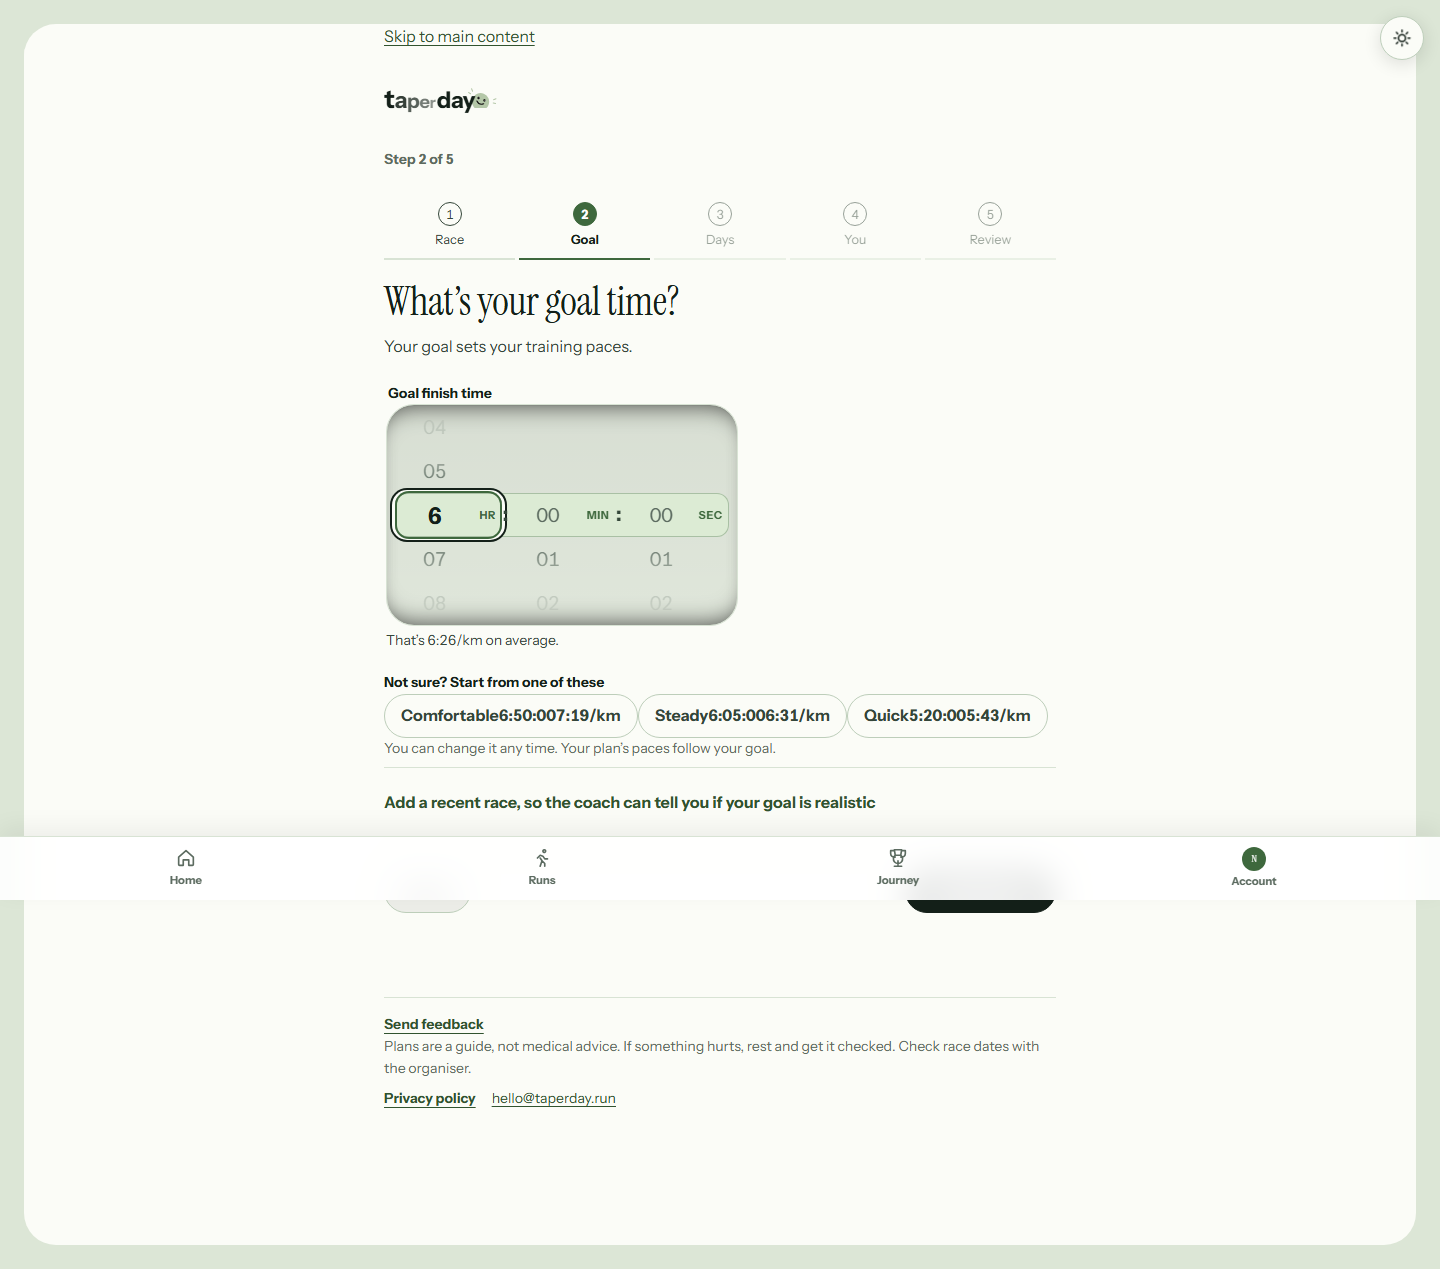 Skip to main content
taperday
Step 2 of 5
1 2 3 4 5
Race Goal Days You Review
What's your goal time?
Your goal sets your training paces.
Goal finish time
04
05
6 HR : 00 MIN : 00 SEC
07 01 01
08 02 02
That's 6:26/km on average.
Not sure? Start from one of these
Comfortable6:50:007:19/km Steady6:05:006:31/km Quick5:20:005:43/km
You can change it any time. Your plan's paces follow your goal.
Add a recent race, so the coach can tell you if your goal is realistic
N
Home Runs Journey Account
Send feedback
Plans are a guide, not medical advice. If something hurts, rest and get it checked. Check race dates with
the organiser.
Privacy policy hello@taperday.run